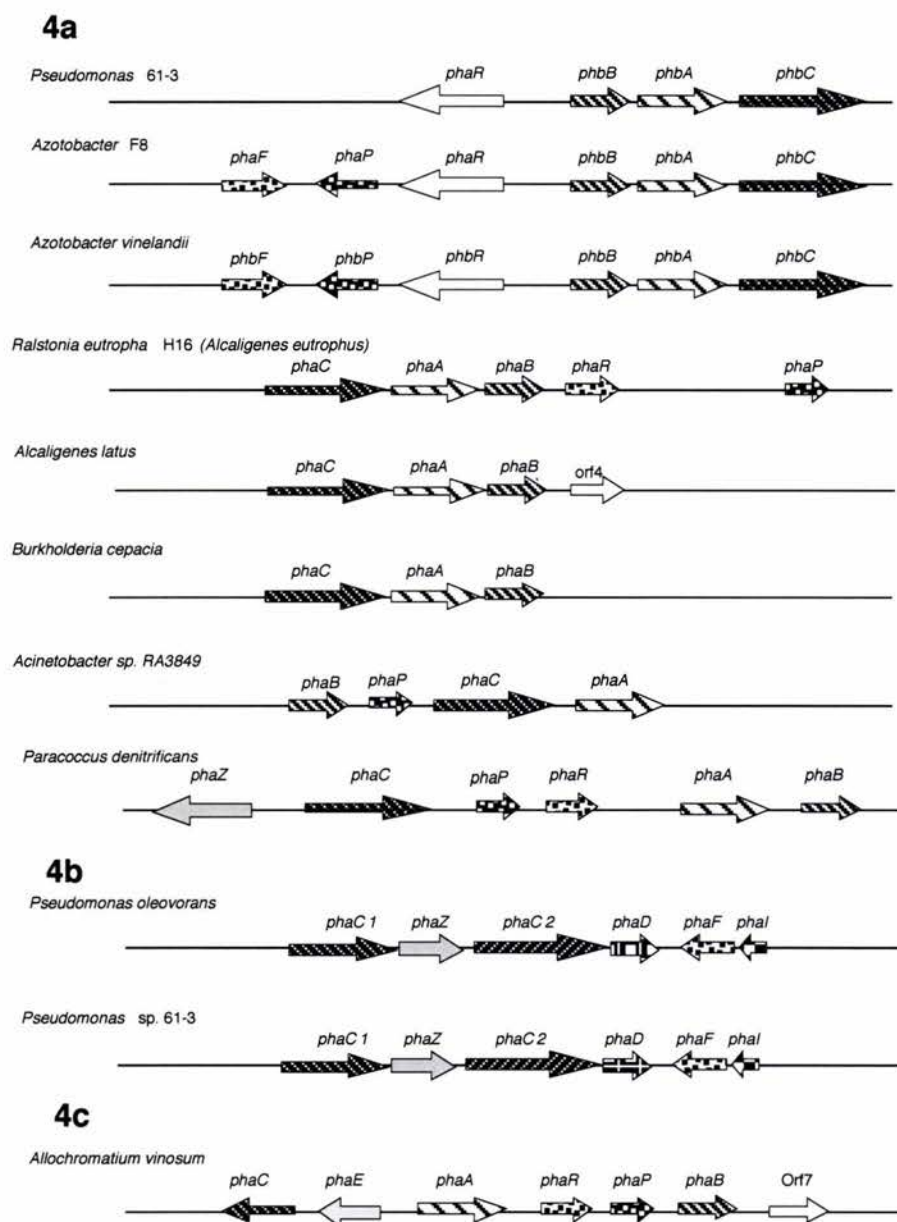 4a
Pseudomonas 61-3
phaR phbB phbA phbC
Azotobacter F8
phaF phaP phaR phbB phbA phbC
Azotobacter vinelandii
phbF phbP phbR phbB phbA phbC
Ralstonia eutropha H16 (Alcaligenes eutrophus)
phaC phaA phaB phaR phaP
Alcaligenes latus
phaC phaA phaB orf4
Burkholderia cepacia
phaC phaA phaB
Acinetobacter sp. RA3849
phaB phaP phaC phaA
Paracoccus denitrificans
phaZ phaC phaP phaR phaA phaB
4b
Pseudomonas oleovorans
phaC 1 phaZ phaC 2 phaD phaF phaI
Pseudomonas sp. 61-3
phaC 1 phaZ phaC 2 phaD phaF phaI
4c
Allochromatium vinosum
phaC phaE phaA phaR phaP phaB Orf7